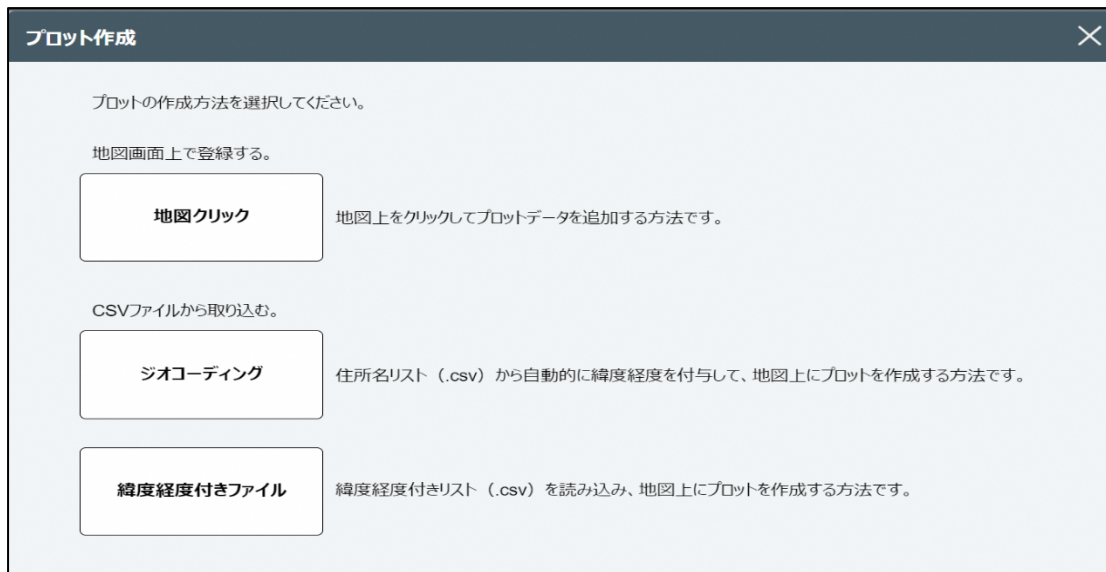 プロット作成
プロットの作成方法を選択してください。
地図画面上で登録する。
地図クリック
地図上をクリックしてプロットデータを追加する方法です。
CSVファイルから取り込む。
ジオコーディング
住所名リスト（.csv）から自動的に緯度経度を付与して、地図上にプロットを作成する方法です。
緯度経度付きファイル
緯度経度付きリスト（.csv）を読み込み、地図上にプロットを作成する方法です。